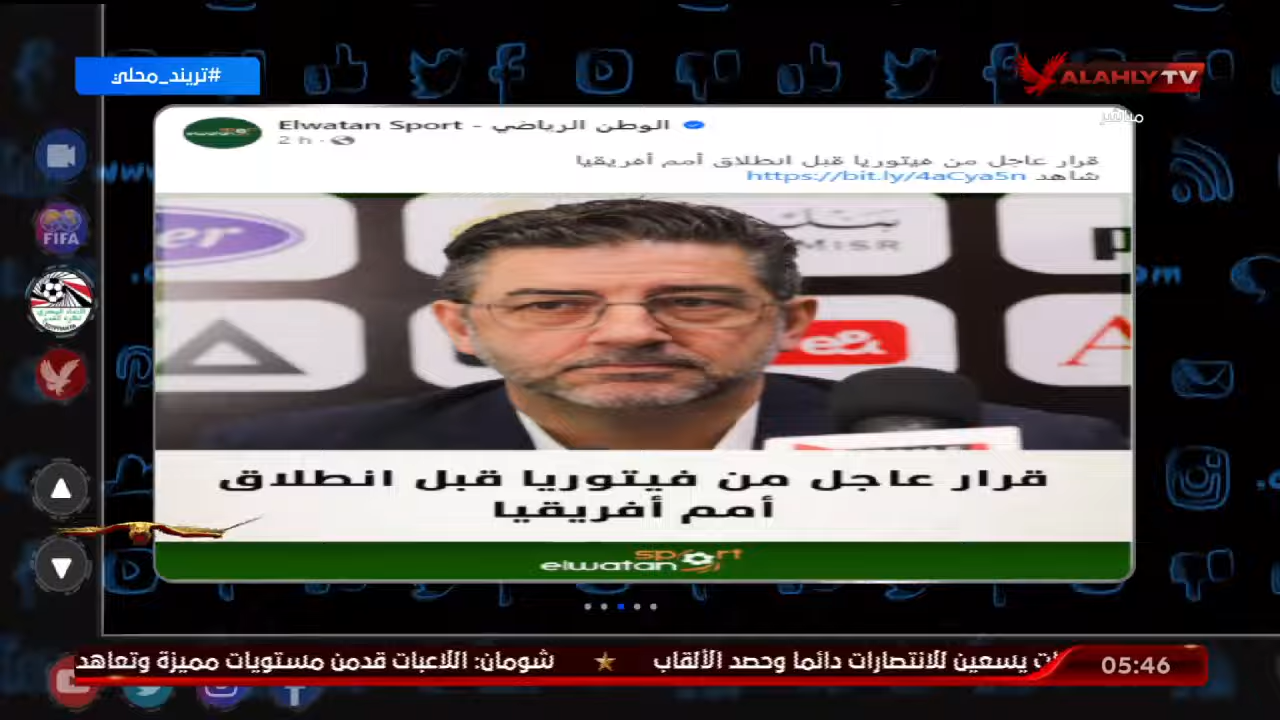 #تريند_محلي
ALAHLY TV
مباشر
Elwatan Sport - الوطن الرياضي
2 h ·
قرار عاجل من فيتوريا قبل انطلاق أمم أفريقيا
شاهد https://bit.ly/4aCya5n
FIFA
MISR
e&
قرار عاجل من فيتوريا قبل انطلاق
أمم أفريقيا
elwatan sport
يسعين للانتصارات دائما وحصد الألقاب ★ شومان: اللاعبات قدمن مستويات مميزة وتعاهد
05:46